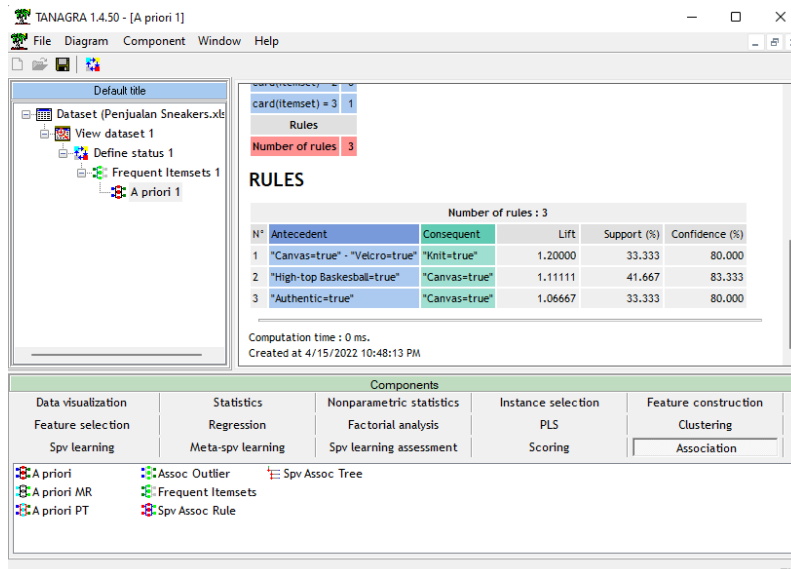 TANAGRA 1.4.50 - [A priori 1]
File Diagram Component Window Help
Default title
Dataset (Penjualan Sneakers.xls
View dataset 1
Define status 1
Frequent Itemsets 1
A priori 1
card(itemset) = 3 1
Rules
Number of rules 3
RULES
Number of rules : 3
N° Antecedent Consequent Lift Support (%) Confidence (%)
1 "Canvas=true" - "Velcro=true" "Knit=true" 1.20000 33.333 80.000
2 "High-top Baskesball=true" "Canvas=true" 1.11111 41.667 83.333
3 "Authentic=true" "Canvas=true" 1.06667 33.333 80.000
Computation time : 0 ms.
Created at 4/15/2022 10:48:13 PM
Components
Data visualization Statistics Nonparametric statistics Instance selection Feature construction
Feature selection Regression Factorial analysis PLS Clustering
Spv learning Meta-spv learning Spv learning assessment Scoring Association
A priori Assoc Outlier Spv Assoc Tree
A priori MR Frequent Itemsets
A priori PT Spv Assoc Rule